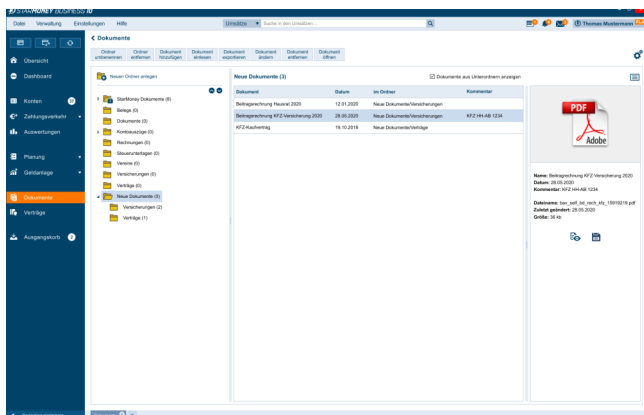 STARMONEY BUSINESS 10
Datei Verwaltung Einstellungen Hilfe
Umsätze Suche in den Umsätzen...
Thomas Mustermann
Übersicht
Dashboard
Konten
Zahlungsverkehr
Auswertungen
Planung
Geldanlage
Dokumente
Verträge
Ausgangskorb
Dokumente
Ordner umbenennen
Ordner entfernen
Dokument hinzufügen
Dokument einlesen
Dokument exportieren
Dokument ändern
Dokument entfernen
Dokument öffnen
Neuen Ordner anlegen
StarMoney Dokumente (6)
Belege (0)
Dokumente (0)
Kontoauszüge (0)
Rechnungen (0)
Steuerunterlagen (0)
Vereine (0)
Versicherungen (0)
Verträge (0)
Neue Dokumente (3)
Versicherungen (2)
Verträge (1)
Neue Dokumente (3)
Dokumente aus Unterordnern anzeigen
Dokument Datum im Ordner Kommentar
Beitragsrechnung Hausrat 2020 12.01.2020 Neue Dokumente/Versicherungen
Beitragsrechnung KFZ-Versicherung 2020 28.05.2020 Neue Dokumente/Versicherungen KFZ HH-AB 1234
KFZ-Kaufvertrag 19.10.2018 Neue Dokumente/Verträge
PDF
Adobe
Name: Beitragsrechnung KFZ-Versicherung 2020
Datum: 28.05.2020
Komentar: KFZ HH-AB 1234
Zuletzt geändert: 28.05.2020
Größe: 36 kb